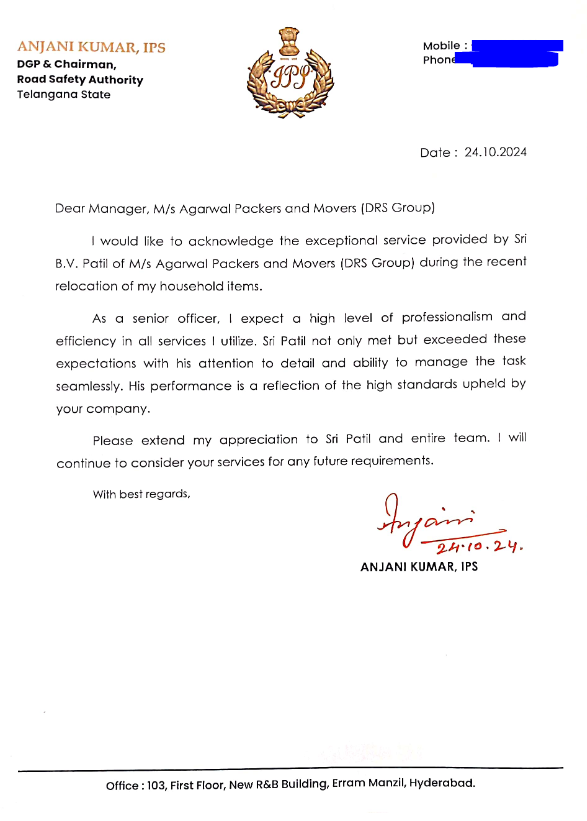 ANJANI KUMAR, IPS
DGP & Chairman,
Road Safety Authority
Telangana State
IPS
Mobile :
Phone
Date : 24.10.2024
Dear Manager, M/s Agarwal Packers and Movers (DRS Group)
I would like to acknowledge the exceptional service provided by Sri
B.V. Patil of M/s Agarwal Packers and Movers (DRS Group) during the recent
relocation of my household items.
As a senior officer, I expect a high level of professionalism and
efficiency in all services I utilize. Sri Patil not only met but exceeded these
expectations with his attention to detail and ability to manage the task
seamlessly. His performance is a reflection of the high standards upheld by
your company.
Please extend my appreciation to Sri Patil and entire team. I will
continue to consider your services for any future requirements.
With best regards,
Anjani
24.10.24.
ANJANI KUMAR, IPS
Office : 103, First Floor, New R&B Building, Erram Manzil, Hyderabad.